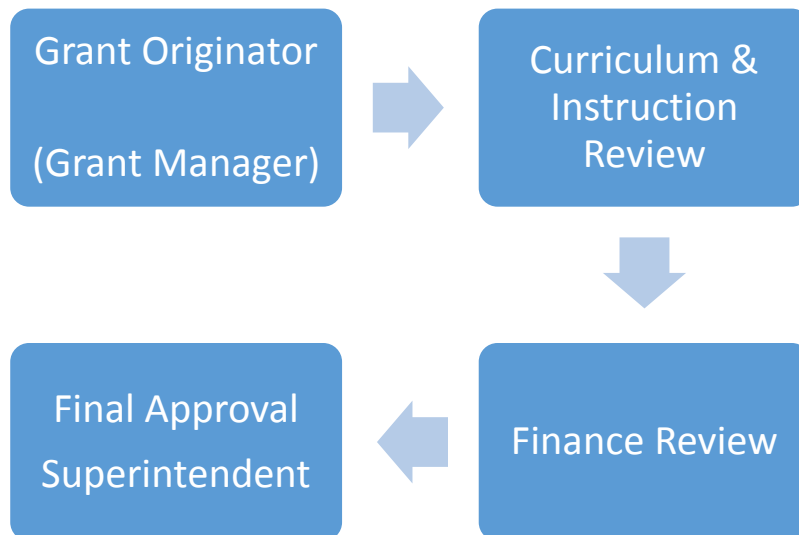 Grant Originator
(Grant Manager)
Curriculum &
Instruction
Review
Finance Review
Final Approval
Superintendent